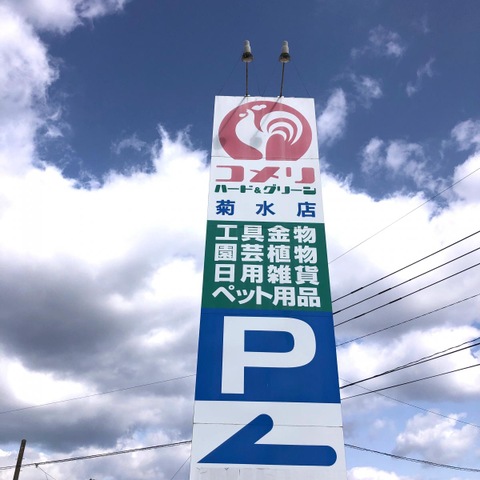 コメリ
ハード&グリーン
菊水店
工具金物
園芸植物
日用雑貨
ペット用品
P